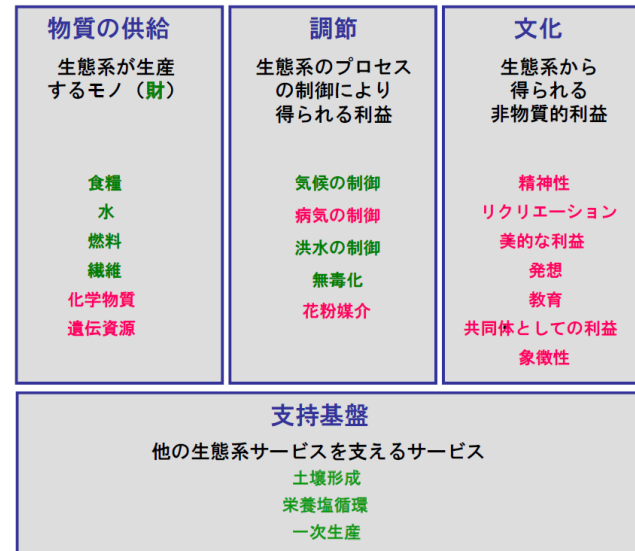 物質の供給
生態系が生産
するモノ（財）
食糧
水
燃料
繊維
化学物質
遺伝資源
調節
生態系のプロセス
の制御により
得られる利益
気候の制御
病気の制御
洪水の制御
無毒化
花粉媒介
文化
生態系から
得られる
非物質的利益
精神性
リクリエーション
美的な利益
発想
教育
共同体としての利益
象徴性
支持基盤
他の生態系サービスを支えるサービス
土壌形成
栄養塩循環
一次生産